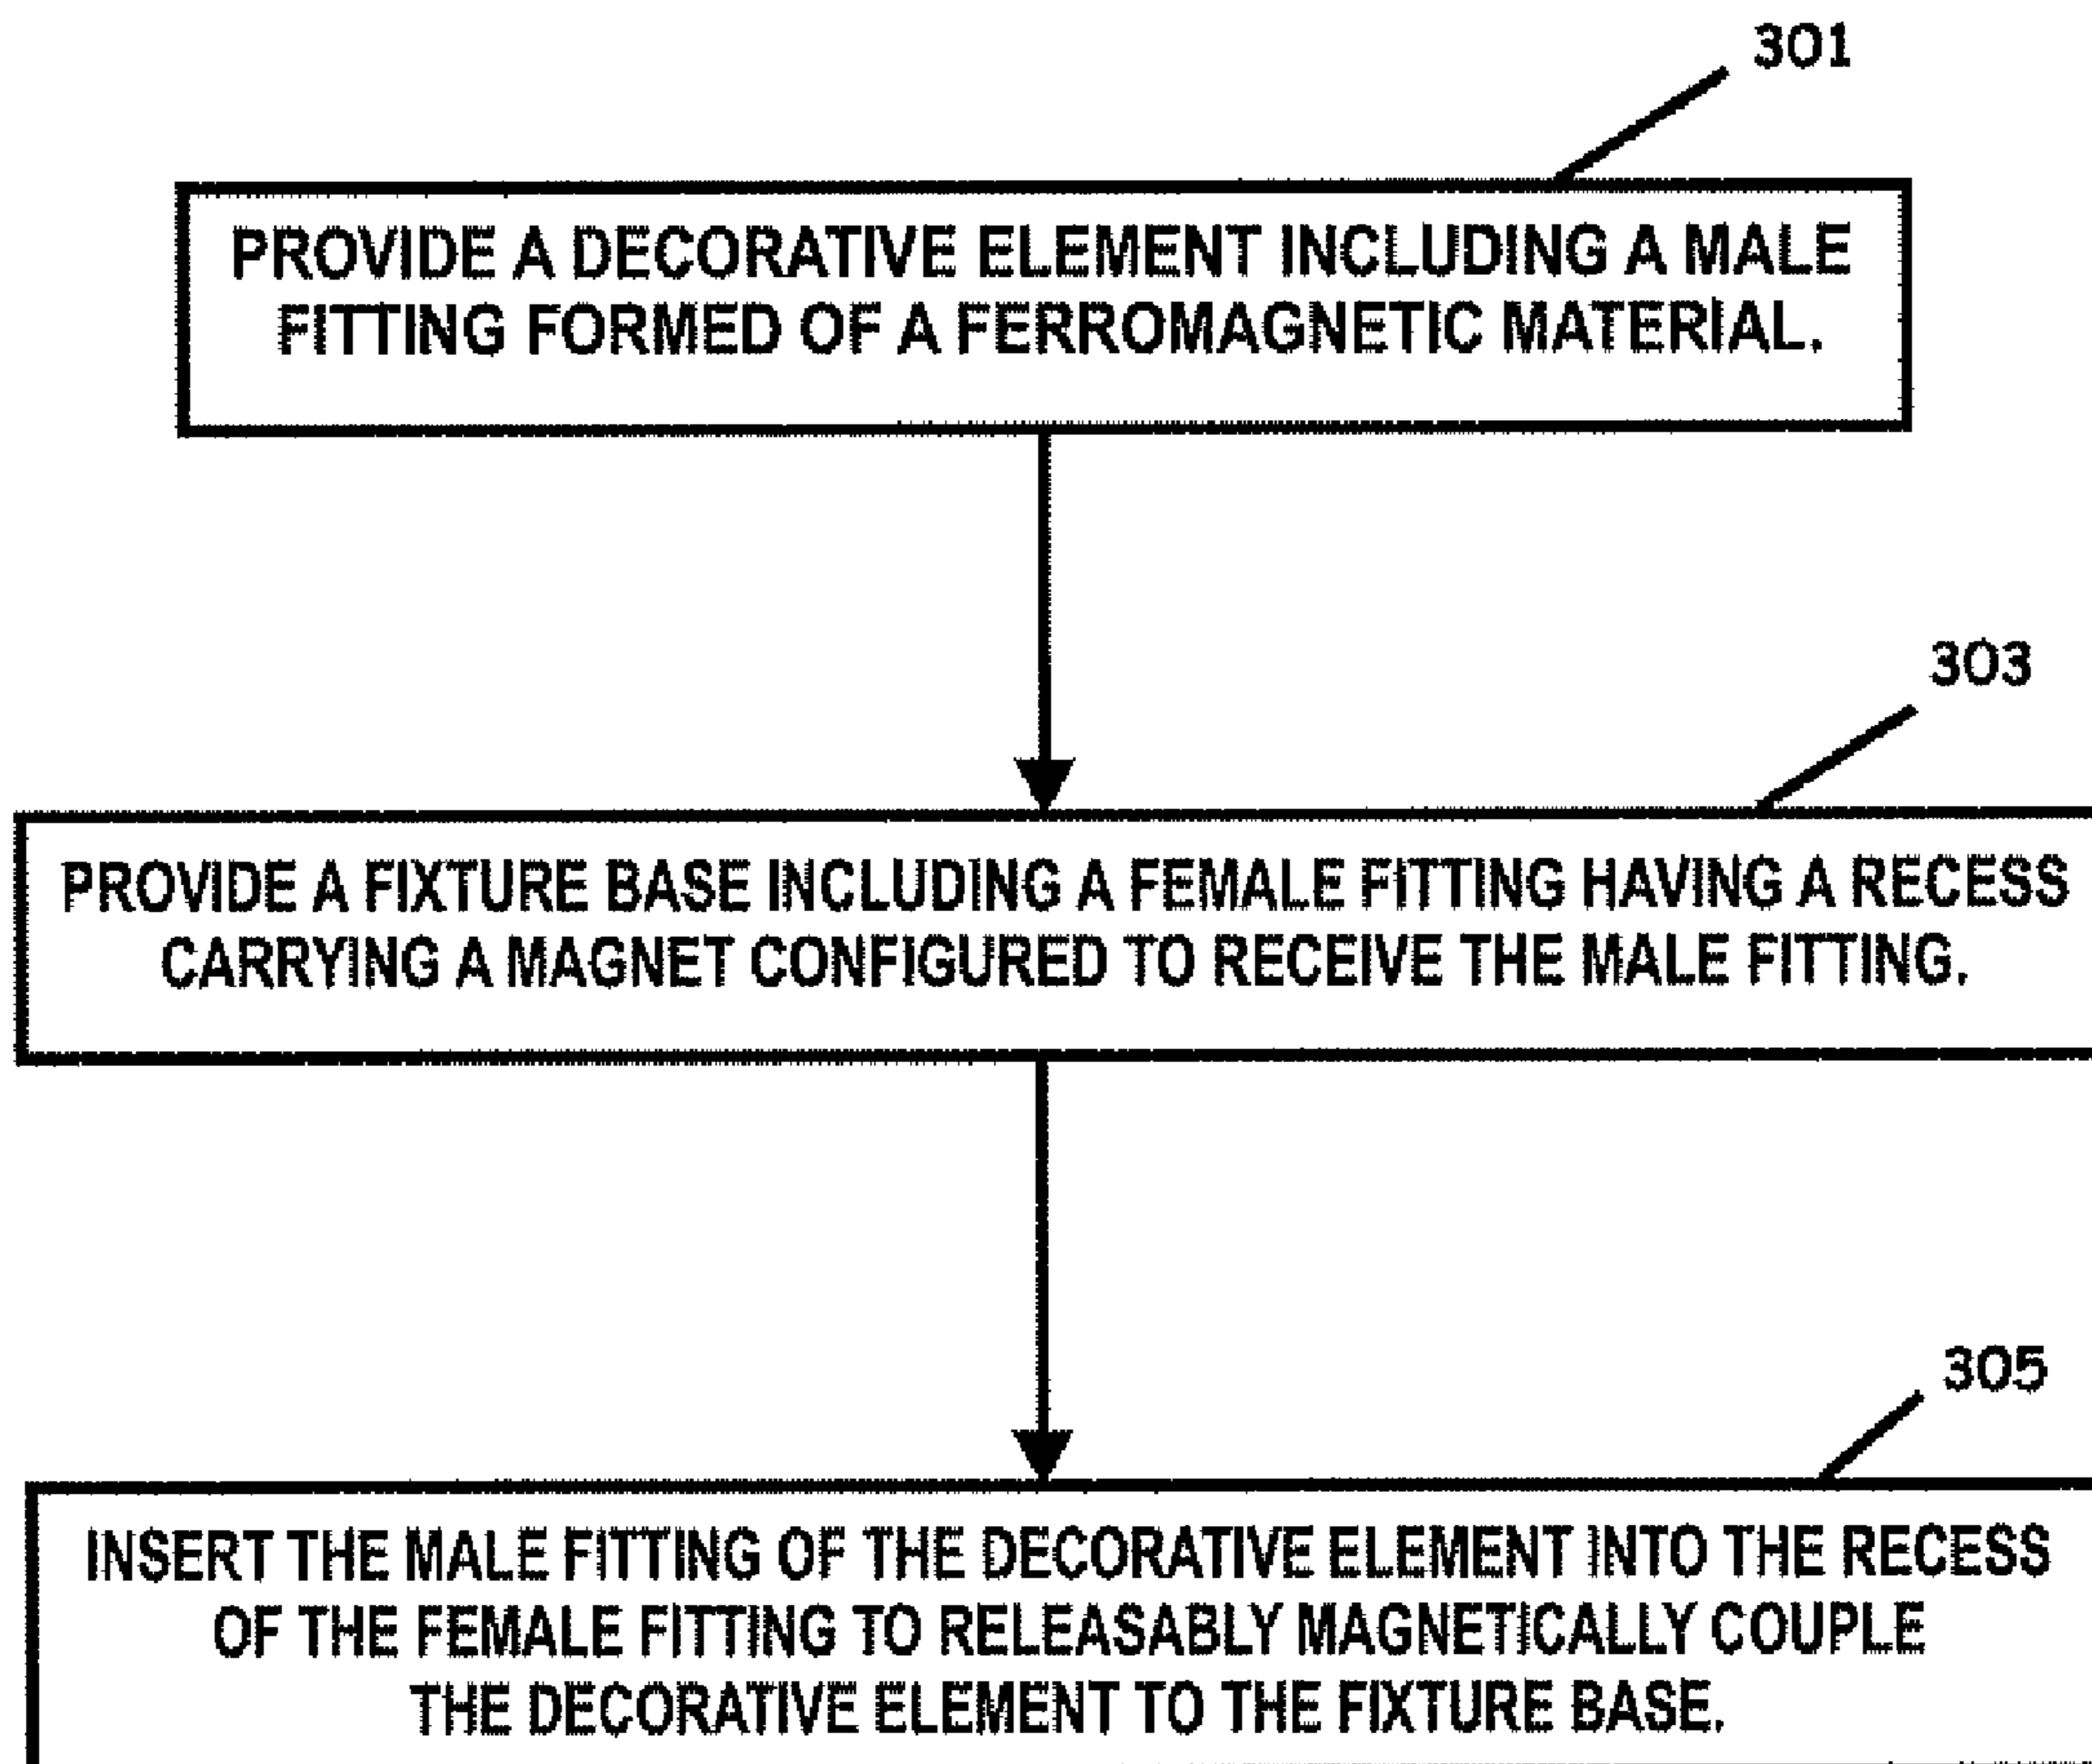 301
PROVIDE A DECORATIVE ELEMENT INCLUDING A MALE
FITTING FORMED OF A FERROMAGNETIC MATERIAL.
303
PROVIDE A FIXTURE BASE INCLUDING A FEMALE FITTING HAVING A RECESS
CARRYING A MAGNET CONFIGURED TO RECEIVE THE MALE FITTING.
305
INSERT THE MALE FITTING OF THE DECORATIVE ELEMENT INTO THE RECESS
OF THE FEMALE FITTING TO RELEASABLY MAGNETICALLY COUPLE
THE DECORATIVE ELEMENT TO THE FIXTURE BASE.